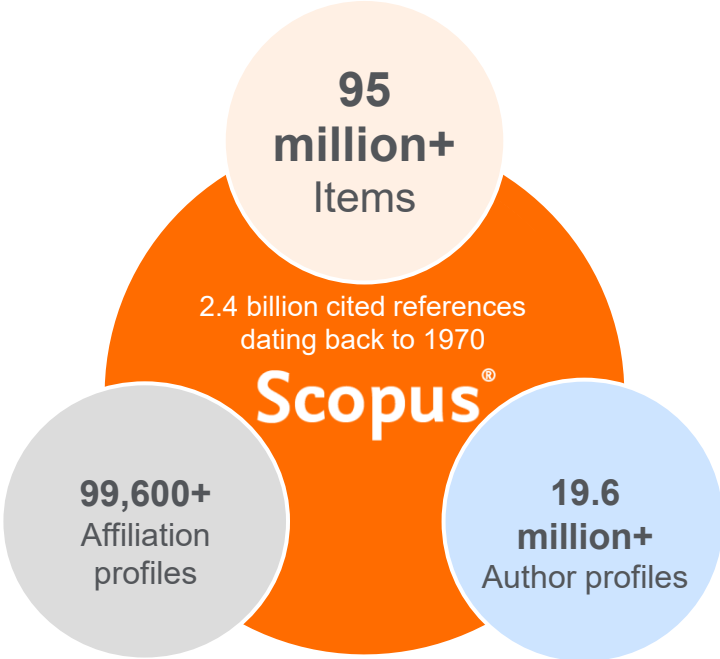 95
million+
Items
2.4 billion cited references
dating back to 1970
Scopus®
99,600+
Affiliation
profiles
19.6
million+
Author profiles